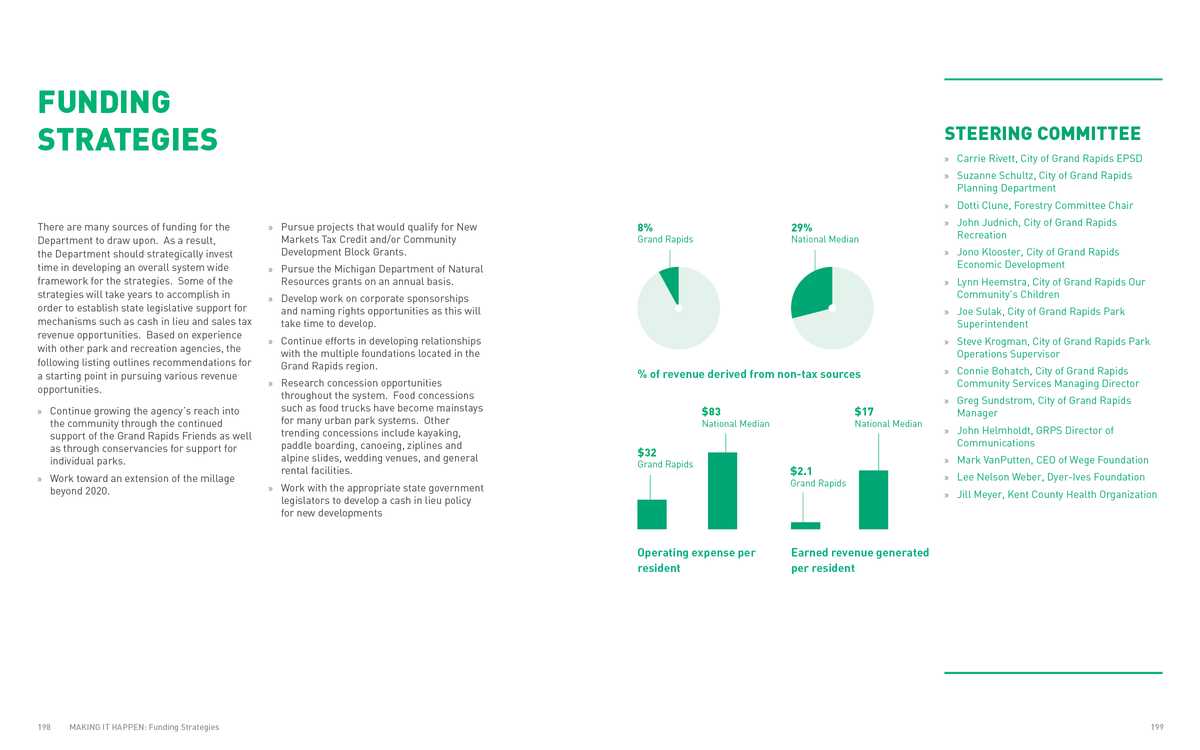 FUNDING
STRATEGIES
There are many sources of funding for the
Department to draw upon.  As a result,
the Department should strategically invest
time in developing an overall system wide
framework for the strategies.  Some of the
strategies will take years to accomplish in
order to establish state legislative support for
mechanisms such as cash in lieu and sales tax
revenue opportunities.  Based on experience
with other park and recreation agencies, the
following listing outlines recommendations for
a starting point in pursuing various revenue
opportunities.
» Continue growing the agency's reach into
the community through the continued
support of the Grand Rapids Friends as well
as through conservancies for support for
individual parks.
» Work toward an extension of the millage
beyond 2020.
» Pursue projects that would qualify for New
Markets Tax Credit and/or Community
Development Block Grants.
» Pursue the Michigan Department of Natural
Resources grants on an annual basis.
» Develop work on corporate sponsorships
and naming rights opportunities as this will
take time to develop.
» Continue efforts in developing relationships
with the multiple foundations located in the
Grand Rapids region.
» Research concession opportunities
throughout the system.  Food concessions
such as food trucks have become mainstays
for many urban park systems.  Other
trending concessions include kayaking,
paddle boarding, canoeing, ziplines and
alpine slides, wedding venues, and general
rental facilities.
» Work with the appropriate state government
legislators to develop a cash in lieu policy
for new developments
8%
Grand Rapids
29%
National Median
% of revenue derived from non-tax sources
$32
Grand Rapids
$83
National Median
Operating expense per
resident
$2.1
Grand Rapids
$17
National Median
Earned revenue generated
per resident
STEERING COMMITTEE
» Carrie Rivett, City of Grand Rapids EPSD
» Suzanne Schultz, City of Grand Rapids
Planning Department
» Dotti Clune, Forestry Committee Chair
» John Judnich, City of Grand Rapids
Recreation
» Jono Klooster, City of Grand Rapids
Economic Development
» Lynn Heemstra, City of Grand Rapids Our
Community's Children
» Joe Sulak, City of Grand Rapids Park
Superintendent
» Steve Krogman, City of Grand Rapids Park
Operations Supervisor
» Connie Bohatch, City of Grand Rapids
Community Services Managing Director
» Greg Sundstrom, City of Grand Rapids
Manager
» John Helmholdt, GRPS Director of
Communications
» Mark VanPutten, CEO of Wege Foundation
» Lee Nelson Weber, Dyer-Ives Foundation
» Jill Meyer, Kent County Health Organization
198 MAKING IT HAPPEN: Funding Strategies
199